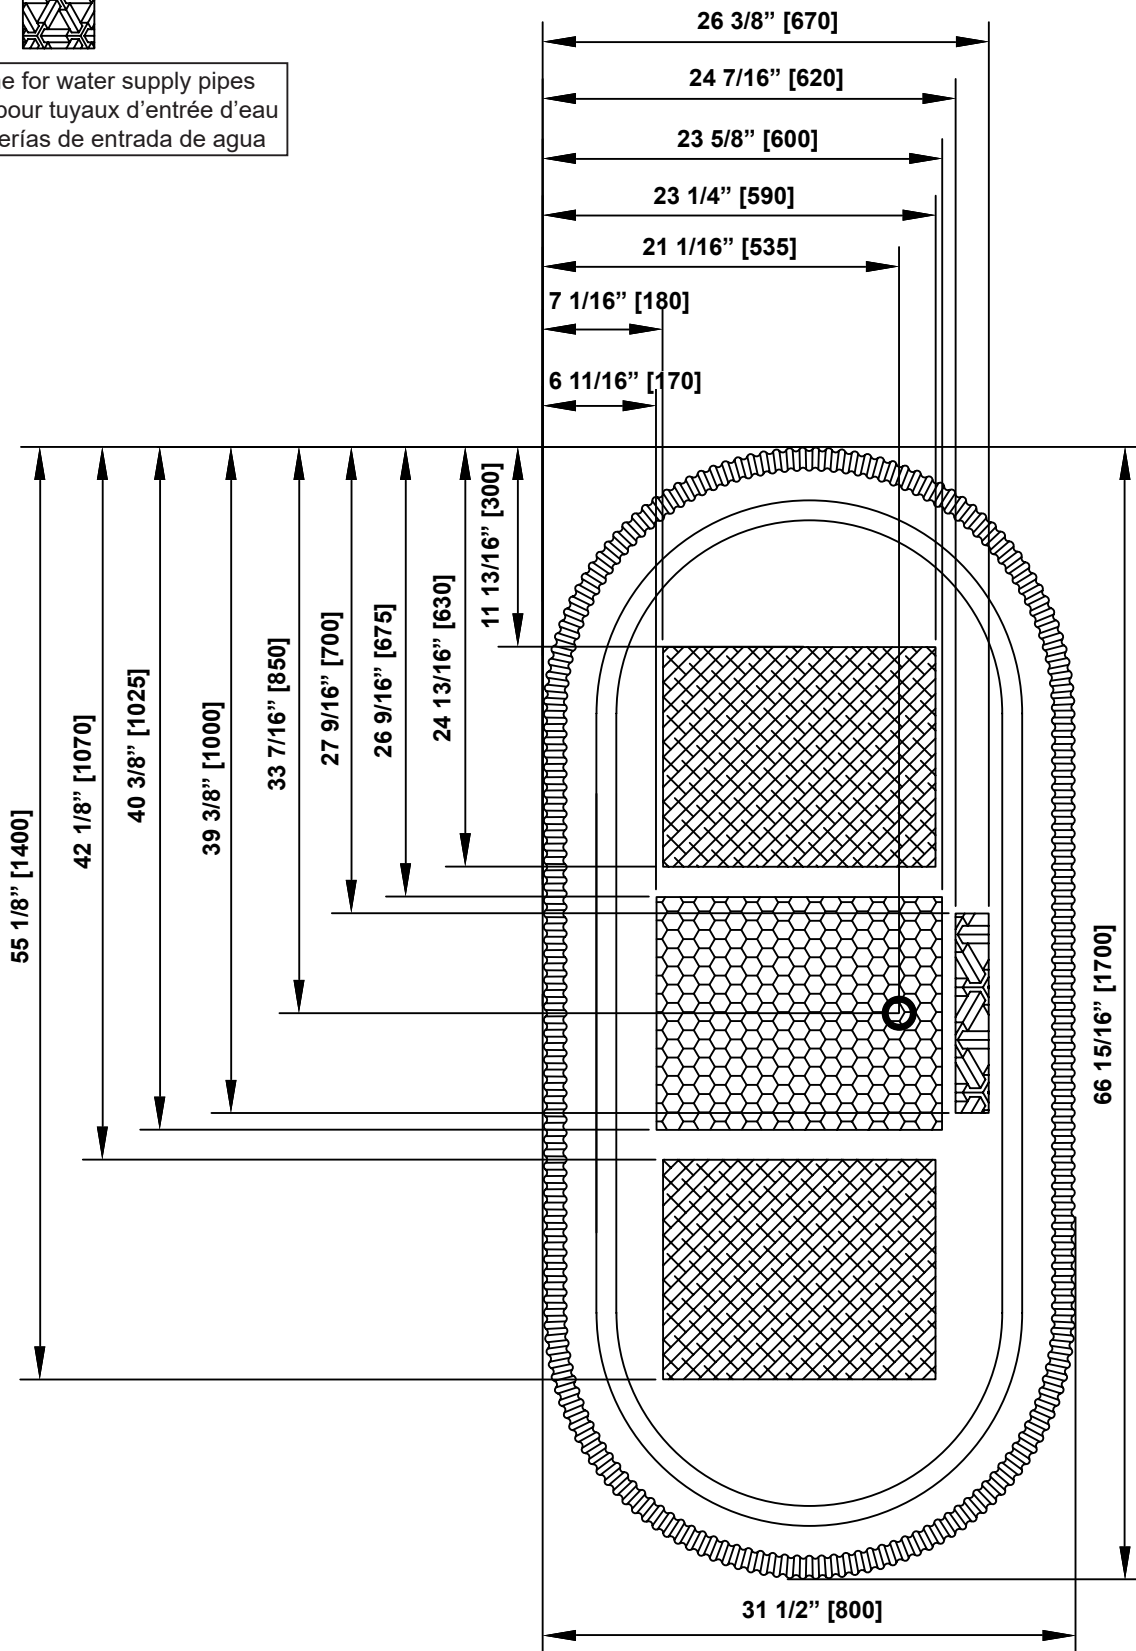 for water supply pipes
pour tuyaux d’entrée d’eau
de entrada de agua
26 3/8” [670]
24 7/16” [620]
23 5/8” [600]
23 1/4” [590]
21 1/16” [535]
7 1/16” [180]
6 11/16” [170]
11 13/16” [300]
24 13/16” [630]
26 9/16” [675]
27 9/16” [700]
33 7/16” [850]
39 3/8” [1000]
40 3/8” [1025]
42 1/8” [1070]
55 1/8” [1400]
66 15/16” [1700]
31 1/2” [800]